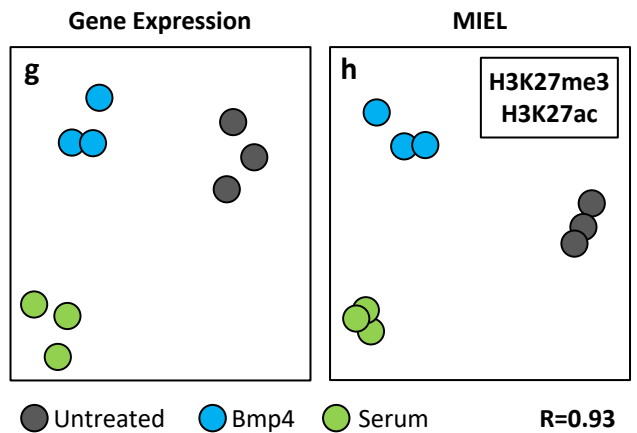 Gene Expression
MIEL
g
h
H3K27me3
H3K27ac
Untreated
Bmp4
Serum
R=0.93